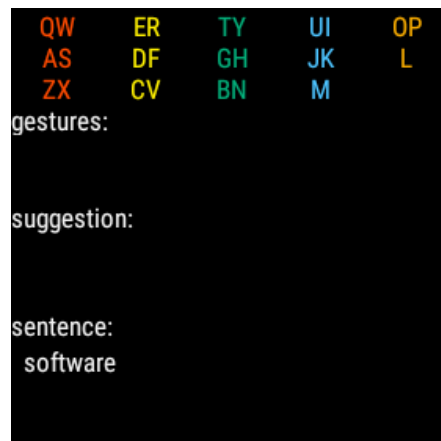 QW ER TY UI OP
AS DF GH JK L
ZX CV BN M
gestures:
suggestion:
sentence:
software